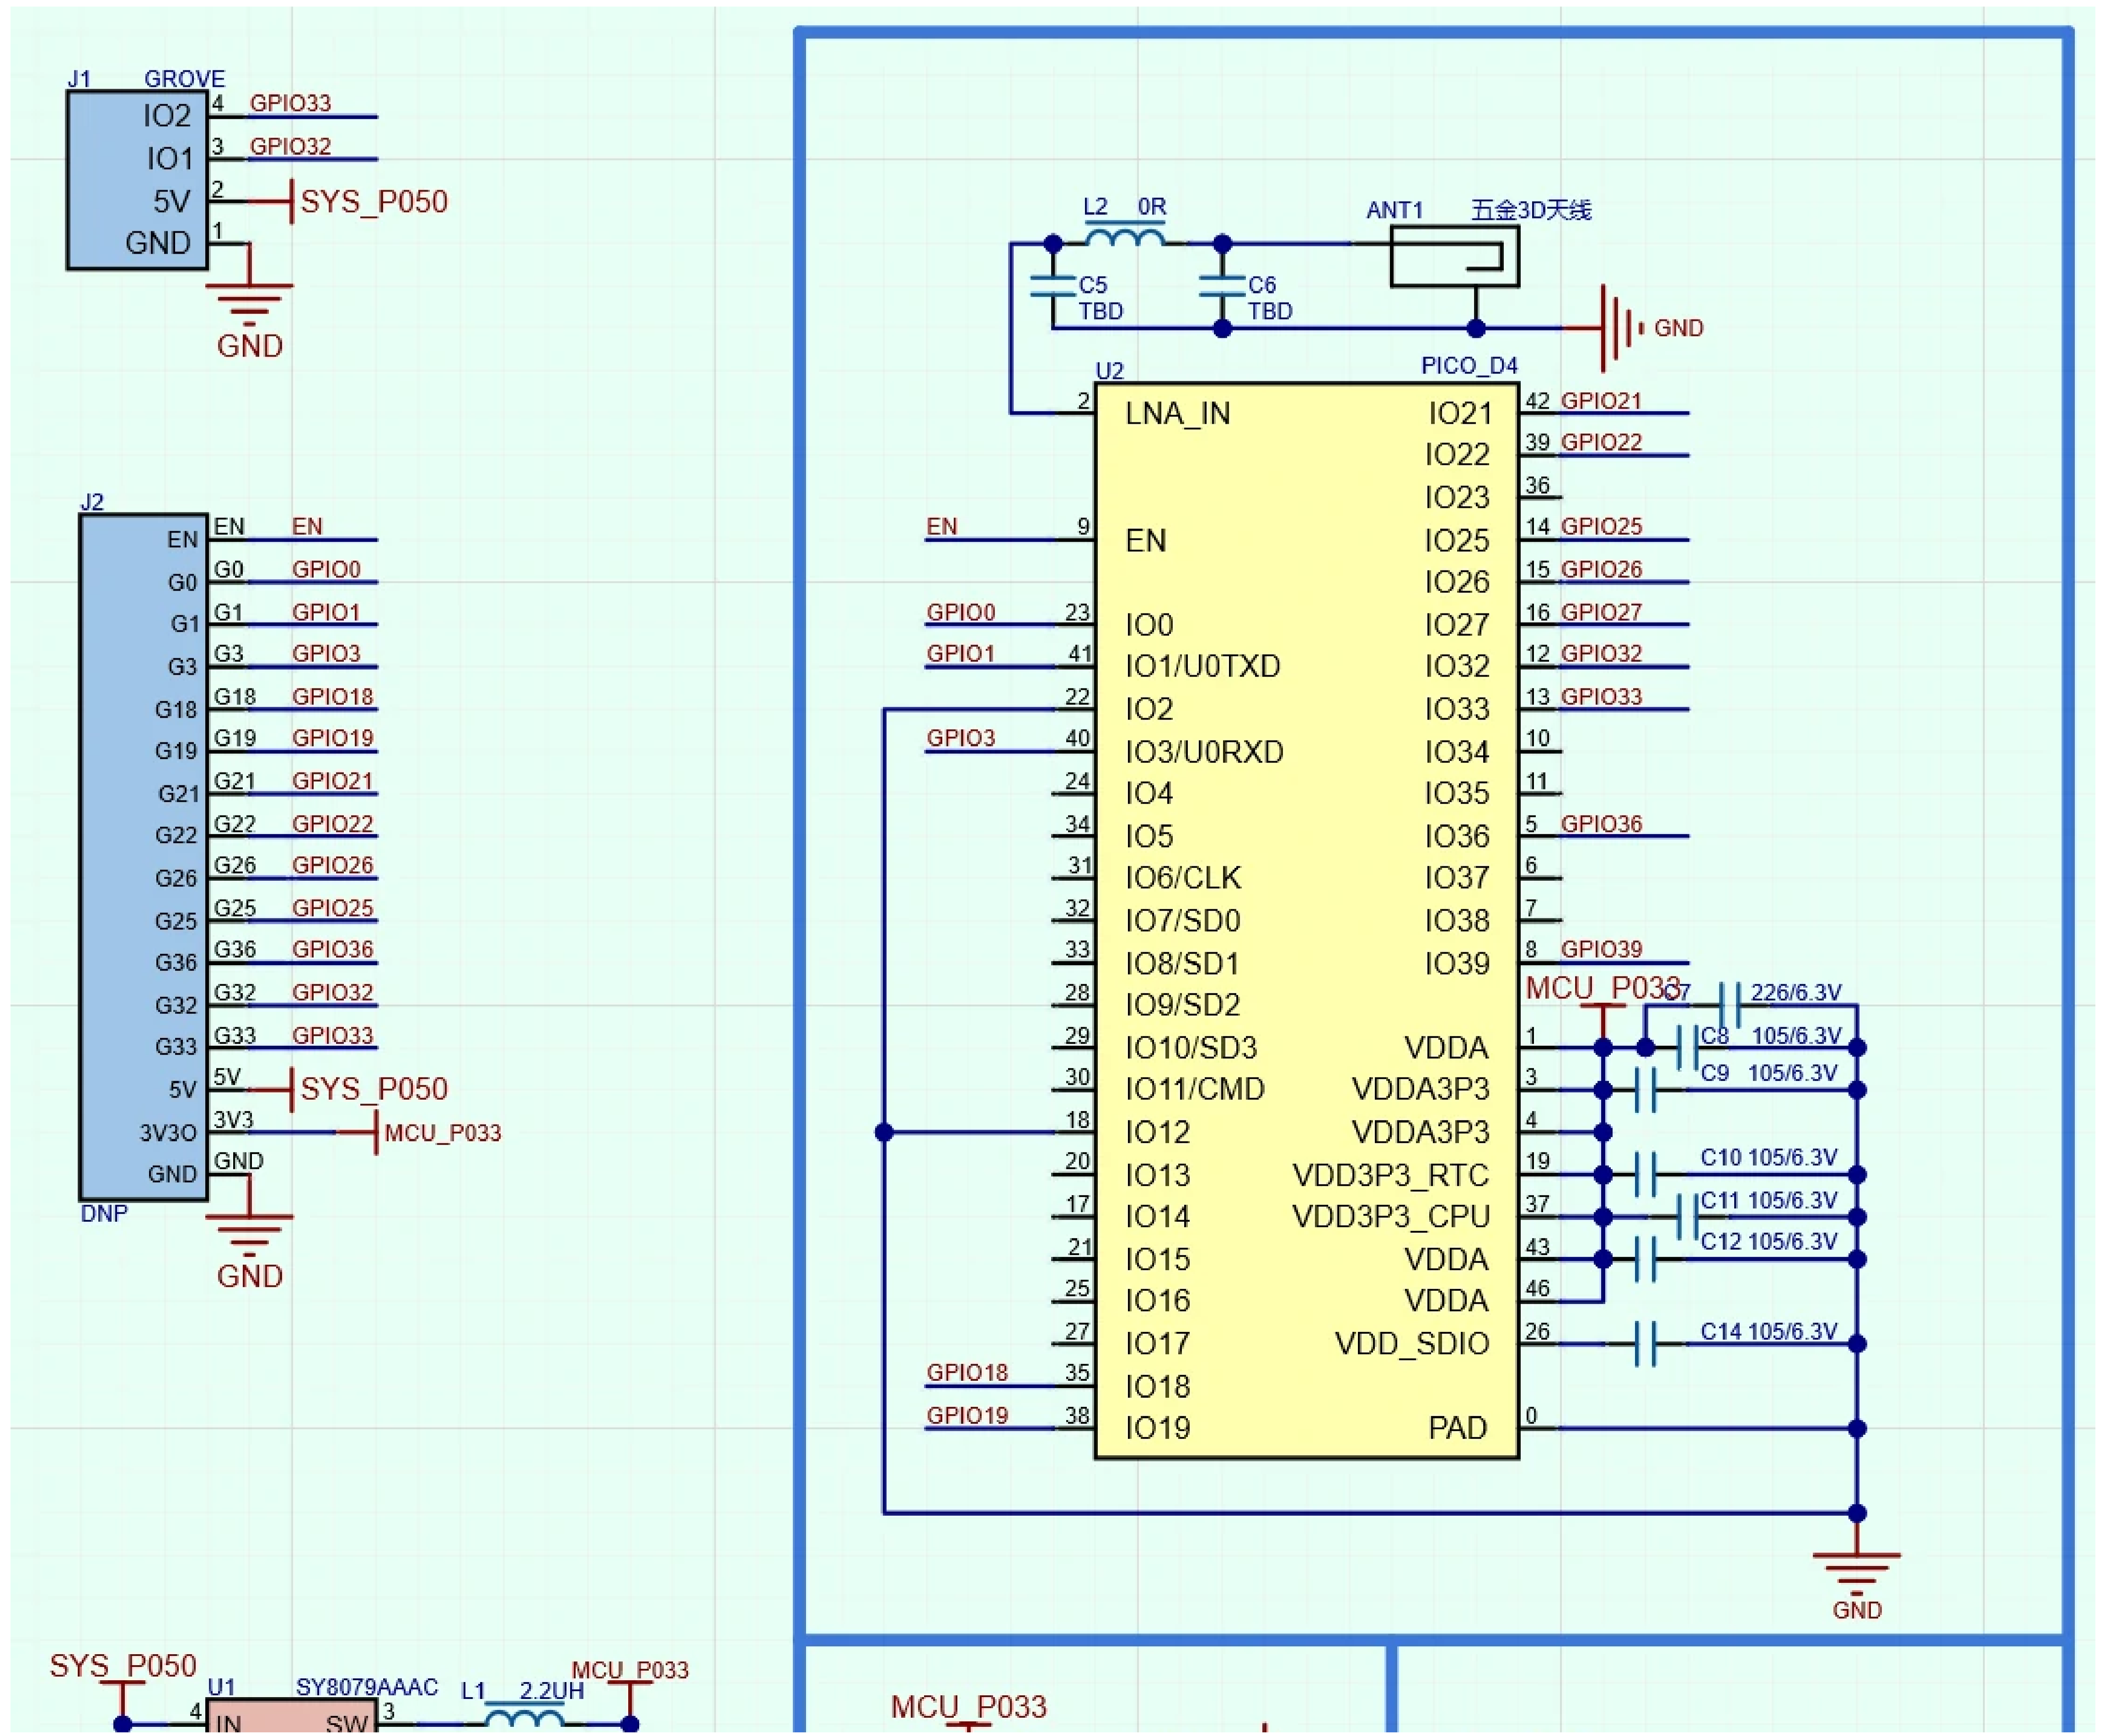 J1 GROVE
IO2 4 GPIO33
IO1 3 GPIO32
5V 2 SYS_P050
GND 1
GND
J2
EN EN EN
G0 G0 GPIO0
G1 G1 GPIO1
G3 G3 GPIO3
G18 G18 GPIO18
G19 G19 GPIO19
G21 G21 GPIO21
G22 G22 GPIO22
G26 G26 GPIO26
G25 G25 GPIO25
G36 G36 GPIO36
G32 G32 GPIO32
G33 G33 GPIO33
5V 5V SYS_P050
3V3O 3V3 MCU_P033
GND GND
DNP
GND
SYS_P050
U1 SY8079AAAC L1 2.2UH MCU_P033
4 IN SW 3
L2 0R ANT1 五金3D天线
C5 C6
TBD TBD
GND
U2 PICO_D4
2 LNA_IN IO21 42 GPIO21
IO22 39 GPIO22
IO23 36
EN 9 EN IO25 14 GPIO25
IO26 15 GPIO26
GPIO0 23 IO0 IO27 16 GPIO27
GPIO1 41 IO1/U0TXD IO32 12 GPIO32
22 IO2 IO33 13 GPIO33
GPIO3 40 IO3/U0RXD IO34 10
24 IO4 IO35 11
34 IO5 IO36 5 GPIO36
31 IO6/CLK IO37 6
32 IO7/SD0 IO38 7
33 IO8/SD1 IO39 8 GPIO39
MCU_P033 C7 226/6.3V
28 IO9/SD2
29 IO10/SD3 VDDA 1 C8 105/6.3V
30 IO11/CMD VDDA3P3 3 C9 105/6.3V
18 IO12 VDDA3P3 4
20 IO13 VDD3P3_RTC 19 C10 105/6.3V
17 IO14 VDD3P3_CPU 37 C11 105/6.3V
21 IO15 VDDA 43 C12 105/6.3V
25 IO16 VDDA 46
27 IO17 VDD_SDIO 26 C14 105/6.3V
GPIO18 35 IO18
GPIO19 38 IO19 PAD 0
GND
MCU_P033